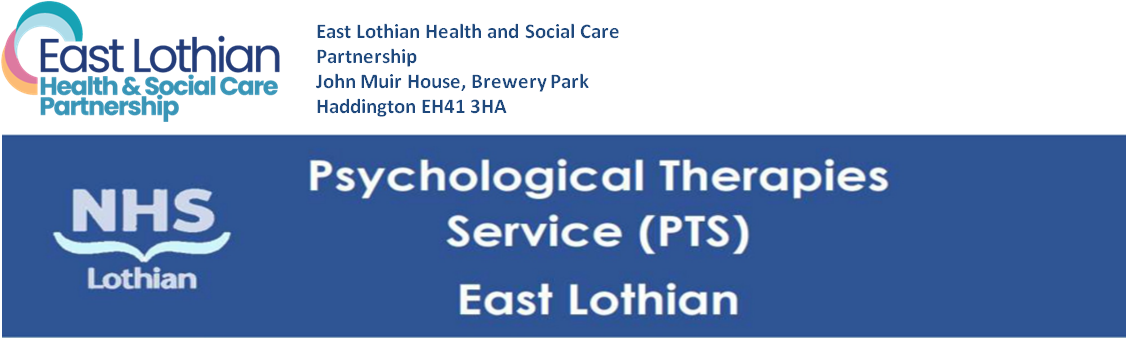 East Lothian
Health & Social Care
Partnership
East Lothian Health and Social Care
Partnership
John Muir House, Brewery Park
Haddington EH41 3HA
NHS
Lothian
Psychological Therapies
Service (PTS)
East Lothian